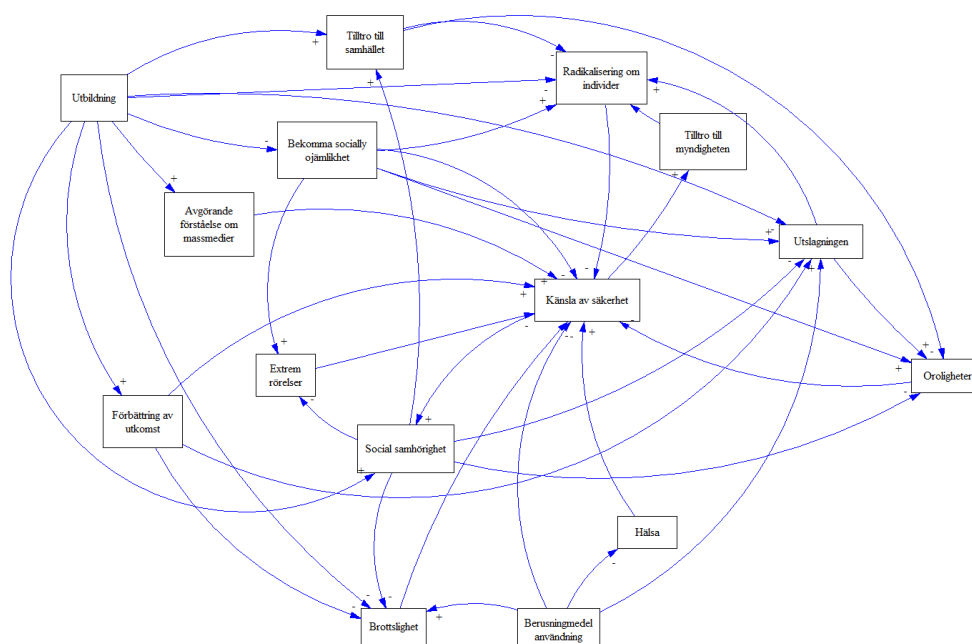 Tilltro till
samhället
Radikalisering om
individer
Utbildning
Tilltro till
myndigheten
Bekomma socially
ojämlikhet
Avgörande
förståelse om
massmedier
Utslagningen
Känsla av säkerhet
Extrem
rörelser
Oroligheter
Förbättring av
utkomst
Social samhörighet
Hälsa
Brottslighet
Berusningmedel
användning